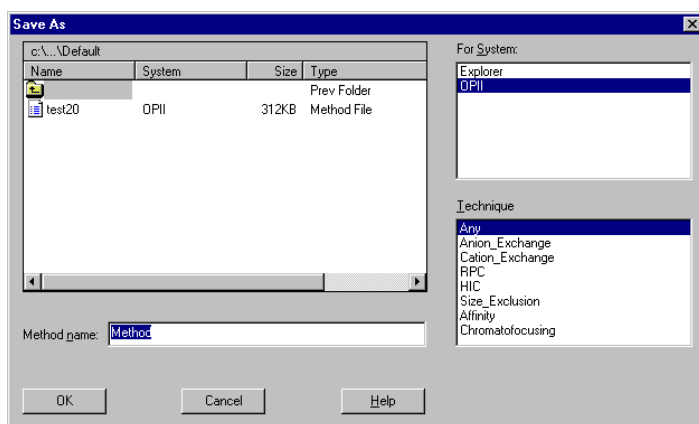 Save As
c:\...\Default
Name System Size Type
Prev Folder
test20 OPII 312KB Method File
For System:
Explorer
OPII
Technique
Any
Anion_Exchange
Cation_Exchange
RPC
HIC
Size_Exclusion
Affinity
Chromatofocusing
Method name: Method
OK Cancel Help